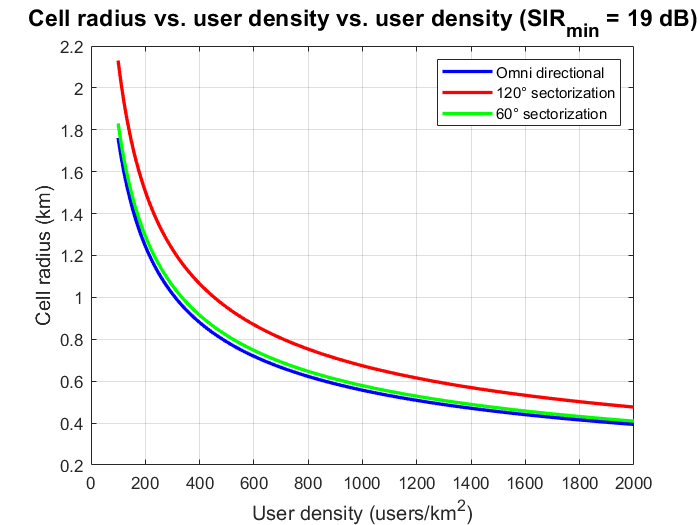 Cell radius vs. user density vs. user density (SIRmin = 19 dB)
2.2
2
1.8
1.6
1.4
1.2
1
0.8
0.6
0.4
0.2
Cell radius (km)
Omni directional
120° sectorization
60° sectorization
0 200 400 600 800 1000 1200 1400 1600 1800 2000
User density (users/km2)